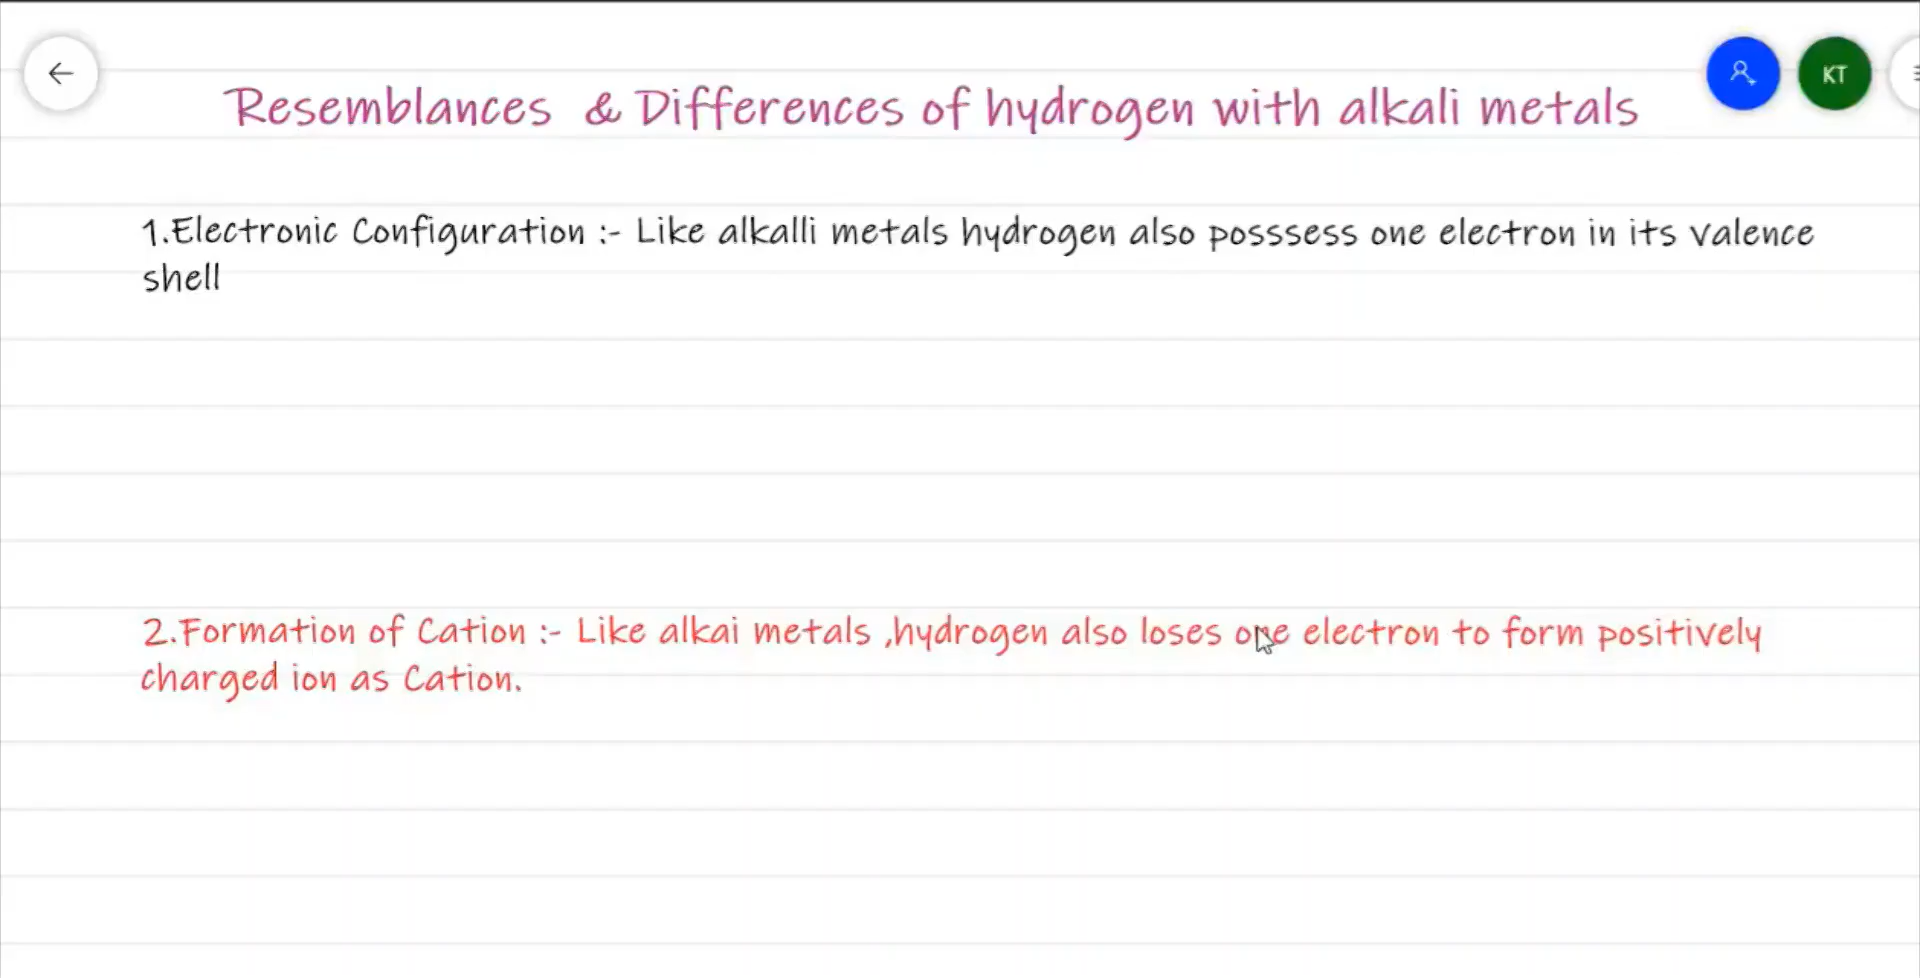 Resemblances & Differences of hydrogen with alkali metals
KT
1.Electronic Configuration :- Like alkalli metals hydrogen also posssess one electron in its valence
shell
2.Formation of Cation :- Like alkai metals ,hydrogen also loses one electron to form positively
charged ion as Cation.